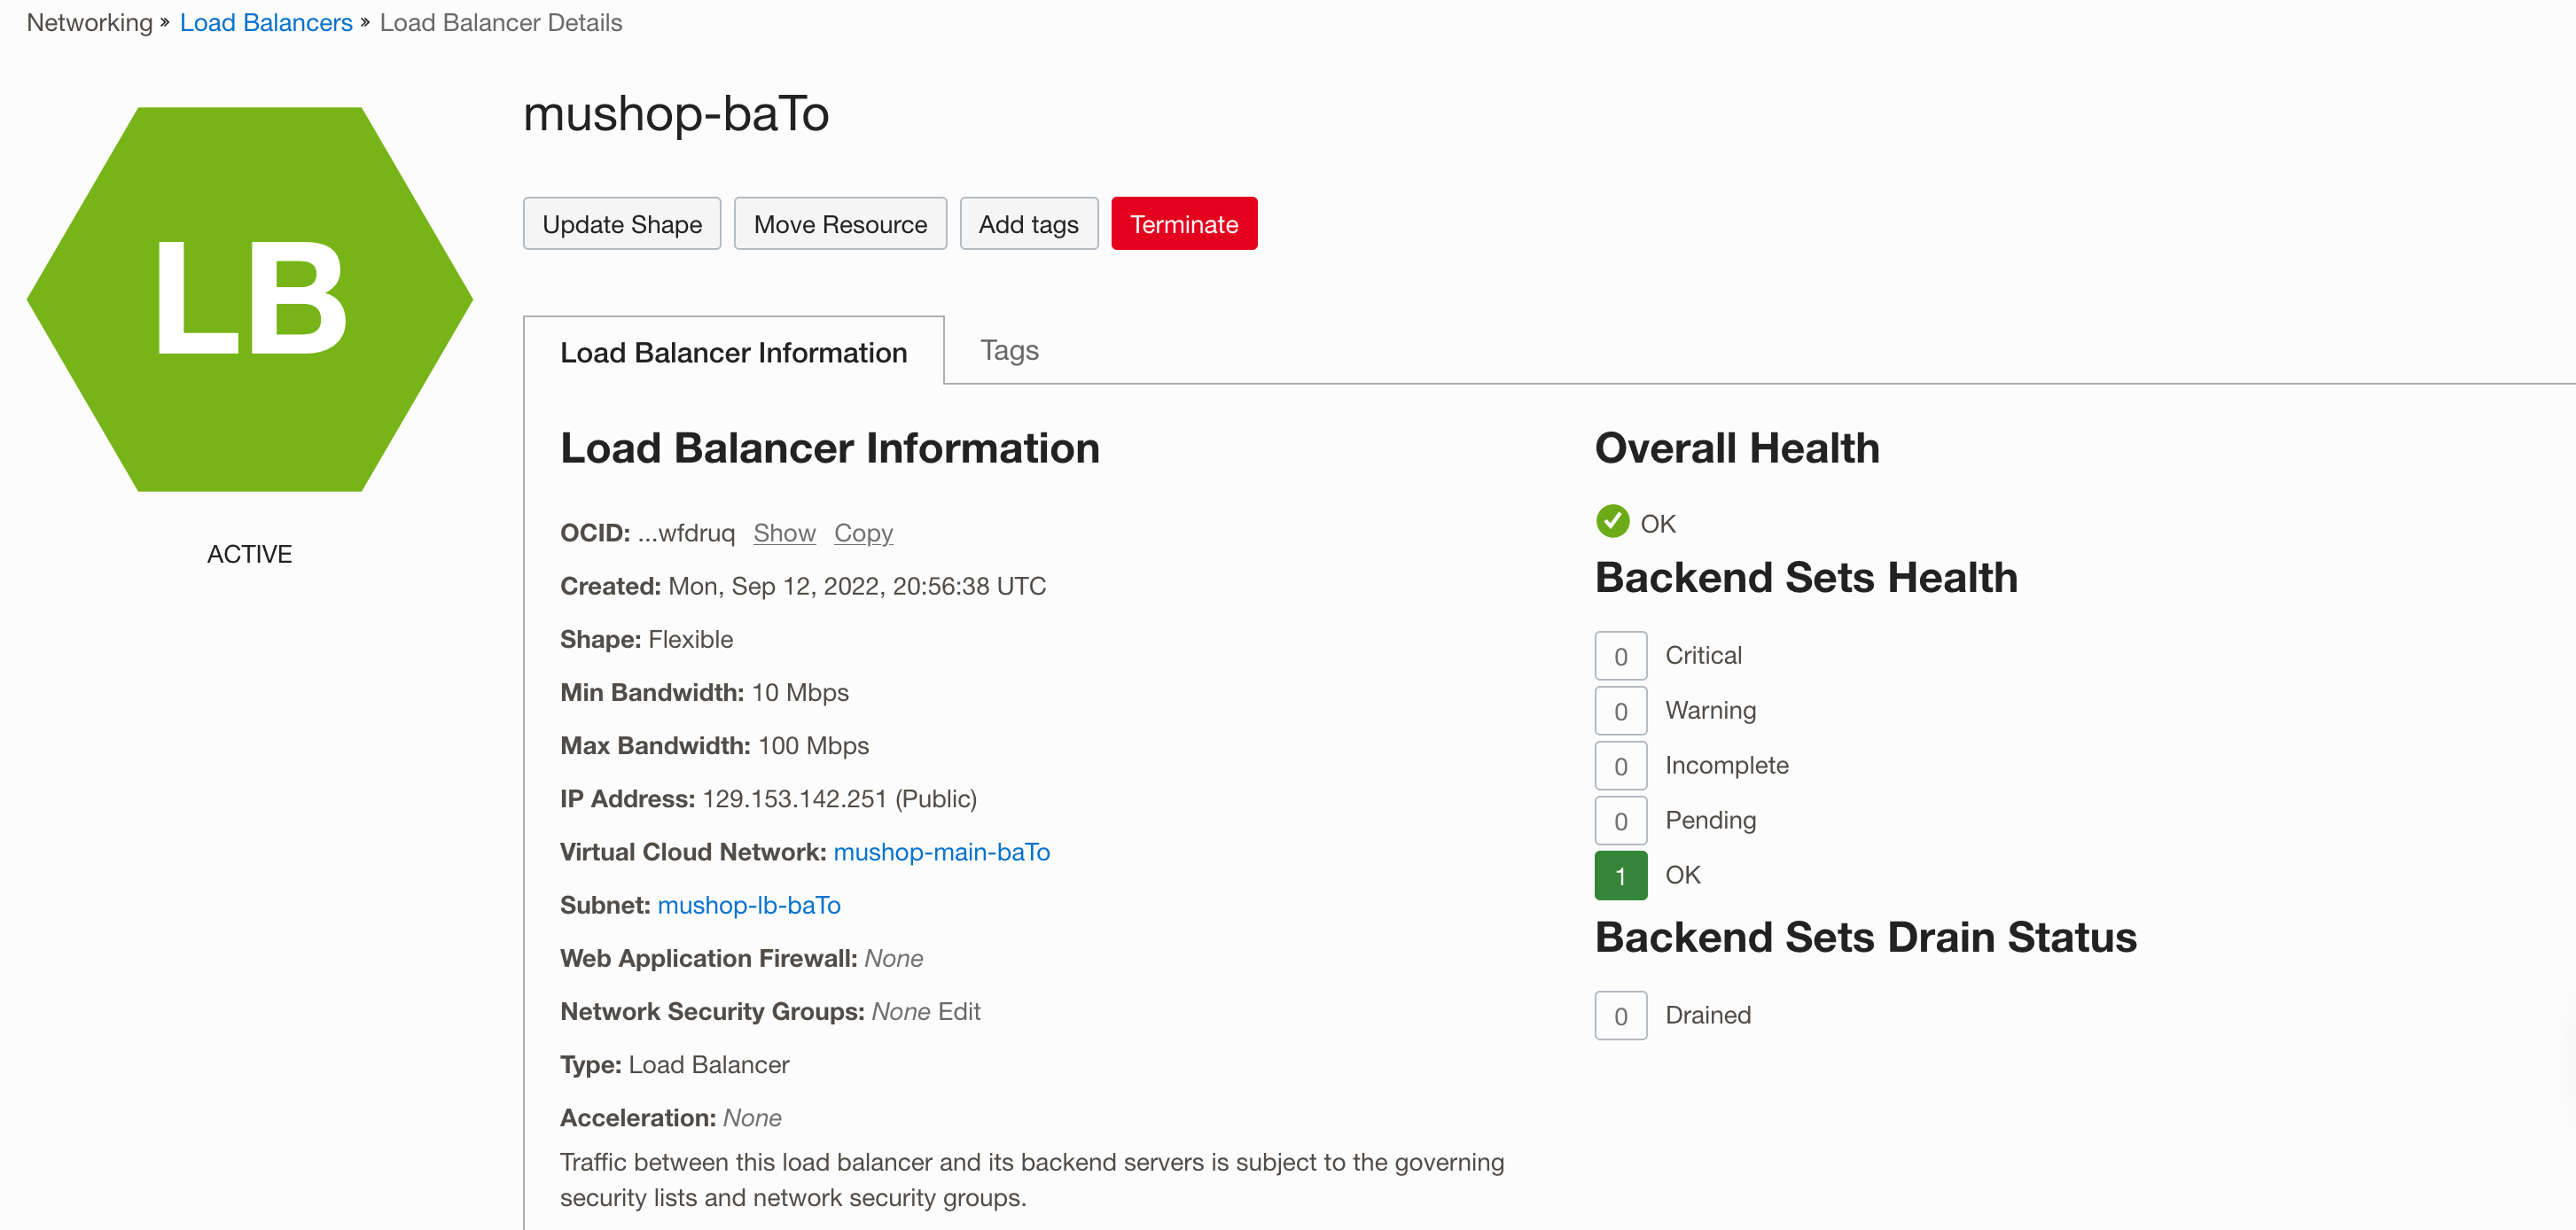 Networking » Load Balancers » Load Balancer Details
LB
ACTIVE
mushop-baTo
Update Shape Move Resource Add tags Terminate
Load Balancer Information Tags
Load Balancer Information
OCID: ...wfdruq Show Copy
Created: Mon, Sep 12, 2022, 20:56:38 UTC
Shape: Flexible
Min Bandwidth: 10 Mbps
Max Bandwidth: 100 Mbps
IP Address: 129.153.142.251 (Public)
Virtual Cloud Network: mushop-main-baTo
Subnet: mushop-lb-baTo
Web Application Firewall: None
Network Security Groups: None Edit
Type: Load Balancer
Acceleration: None
Traffic between this load balancer and its backend servers is subject to the governing
security lists and network security groups.
Overall Health
OK
Backend Sets Health
0 Critical
0 Warning
0 Incomplete
0 Pending
1 OK
Backend Sets Drain Status
0 Drained